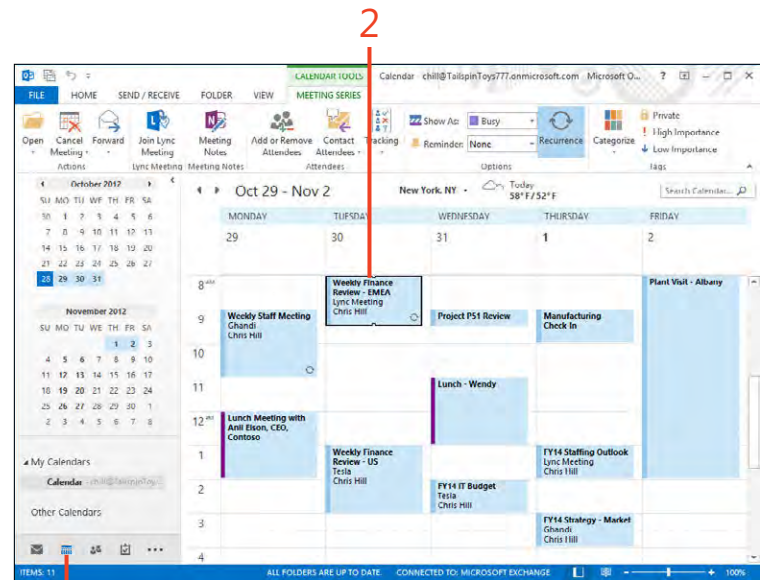 2
CALENDAR TOOLS
Calendar - chill@TailspinToys777.onmicrosoft.com - Microsoft O...
FILE HOME SEND / RECEIVE FOLDER VIEW MEETING SERIES
Open Cancel Meeting Forward Join Lync Meeting Meeting Notes Add or Remove Attendees Contact Attendees Tracking
Show As: Busy
Reminder: None
Recurrence Categorize
Private
High Importance
Low Importance
Actions Lync Meeting Meeting Notes Attendees Options Tags
October 2012
SU MO TU WE TH FR SA
30 1 2 3 4 5 6
7 8 9 10 11 12 13
14 15 16 17 18 19 20
21 22 23 24 25 26 27
28 29 30 31
November 2012
SU MO TU WE TH FR SA
1 2 3
4 5 6 7 8 9 10
11 12 13 14 15 16 17
18 19 20 21 22 23 24
25 26 27 28 29 30 1
2 3 4 5 6 7 8
My Calendars
Calendar
Other Calendars
Oct 29 - Nov 2
New York, NY
Today
58°F/52°F
Search Calendar...
MONDAY TUESDAY WEDNESDAY THURSDAY FRIDAY
29 30 31 1 2
8 AM
9
10
11
12 PM
1
2
3
4
Weekly Staff Meeting
Ghandi
Chris Hill
Lunch Meeting with
Anil Elson, CEO,
Contoso
Weekly Finance
Review - EMEA
Lync Meeting
Chris Hill
Weekly Finance
Review - US
Tesla
Chris Hill
Project P51 Review
Lunch - Wendy
FY14 IT Budget
Tesla
Chris Hill
Manufacturing
Check In
FY14 Staffing Outlook
Lync Meeting
Chris Hill
FY14 Strategy - Market
Ghandi
Chris Hill
Plant Visit - Albany
ITEMS: 11
ALL FOLDERS ARE UP TO DATE.
CONNECTED TO: MICROSOFT EXCHANGE
100%